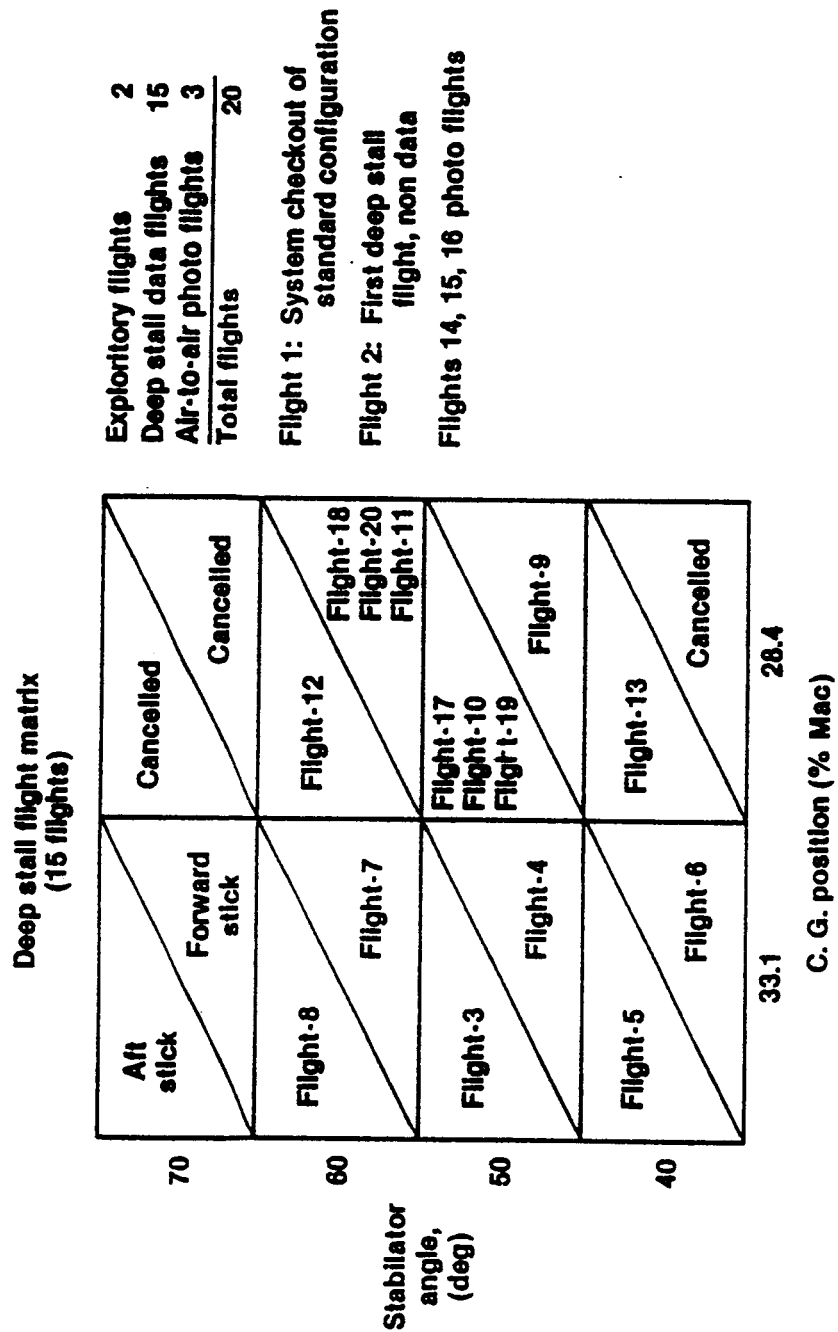 Deep stall flight matrix
(15 flights)
Stabilator
angle,
(deg)
70
60
50
40
Aft
stick
Forward
stick
Cancelled
Cancelled
Flight-8
Flight-7
Flight-12
Flight-18
Flight-20
Flight-11
Flight-3
Flight-4
Flight-17
Flight-10
Flight-19
Flight-9
Flight-5
Flight-6
Flight-13
Cancelled
33.1
28.4
C. G. position (% Mac)
Exploritory flights 2
Deep stall data flights 15
Air-to-air photo flights 3
Total flights 20
Flight 1: System checkout of
standard configuration
Flight 2: First deep stall
flight, non data
Flights 14, 15, 16 photo flights